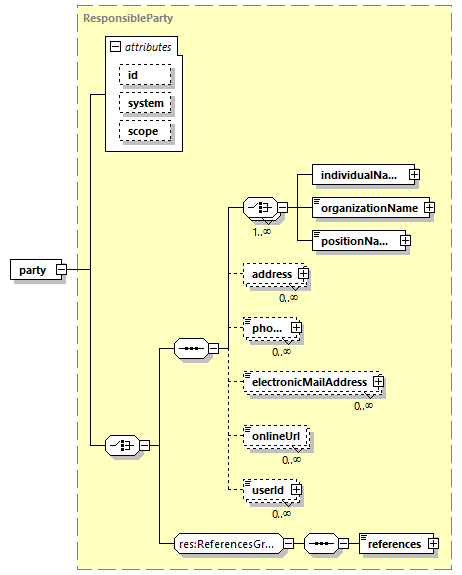 ResponsibleParty
attributes
id
system
scope
individualNa...
organizationName
1..∞
positionNa...
party
address
0..∞
pho...
0..∞
electronicMailAddress
0..∞
onlineUrl
0..∞
userId
0..∞
res:ReferencesGr...
references